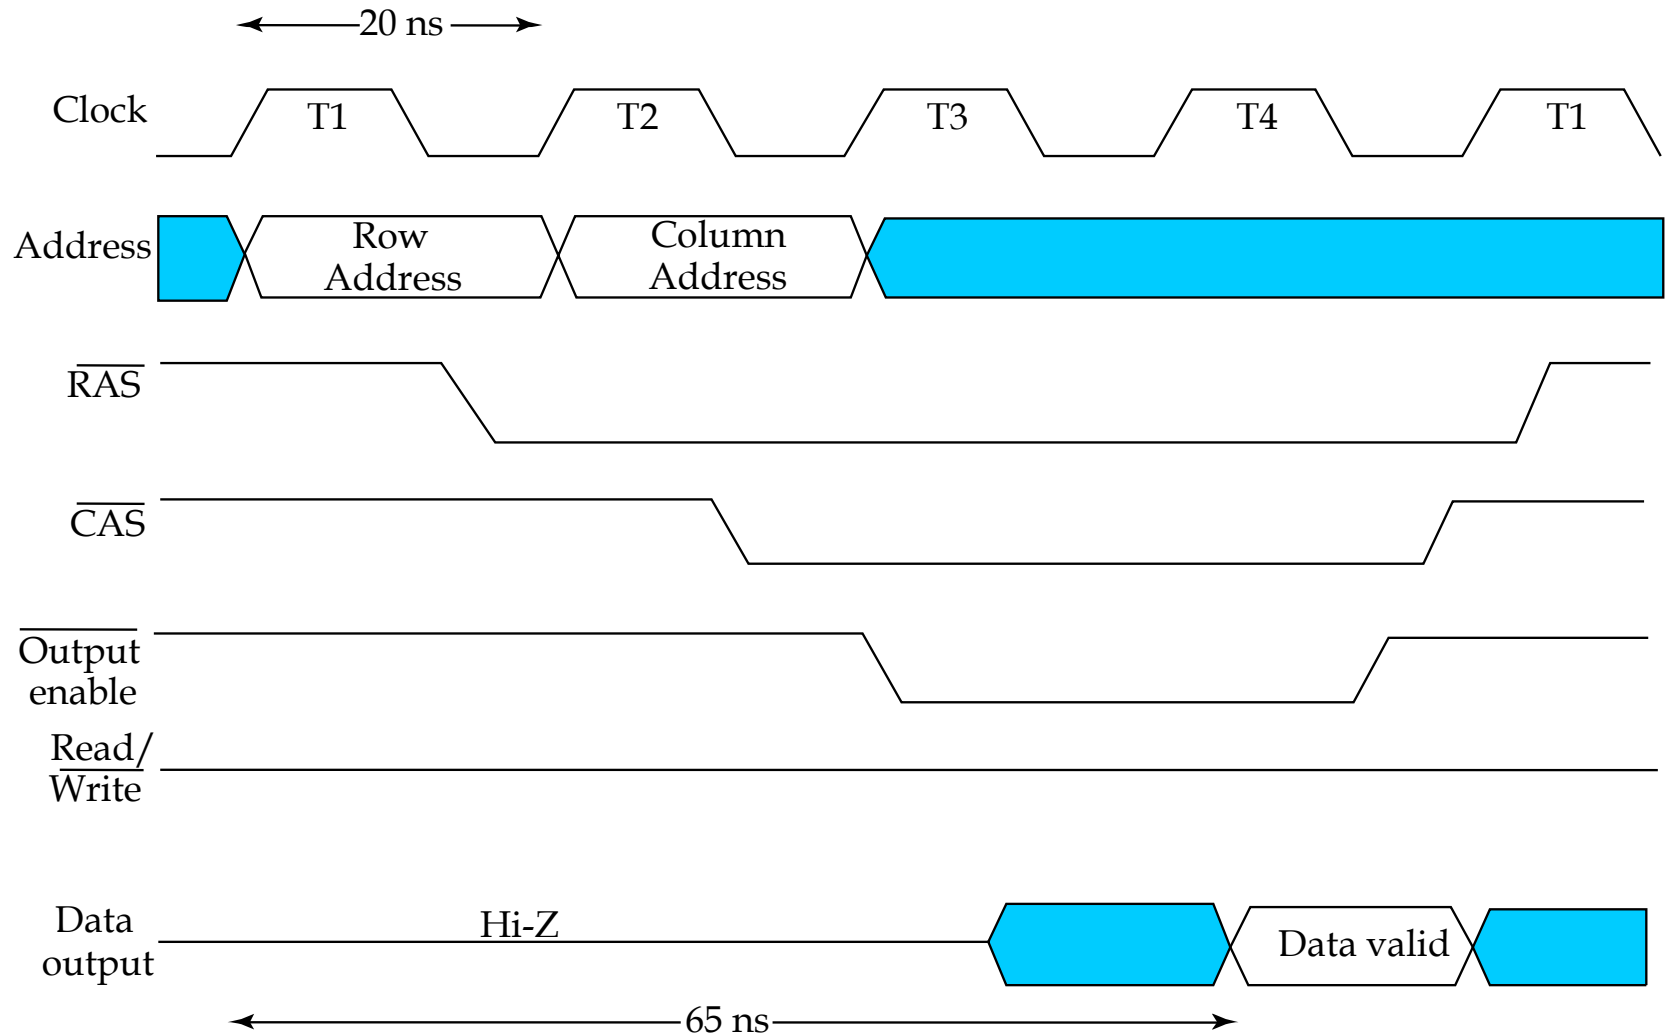 20 ns
Clock
T1
T2
T3
T4
T1
Address
Row
Address
Column
Address
RAS
CAS
Output
enable
Read/
Write
Data
output
Hi-Z
Data valid
65 ns